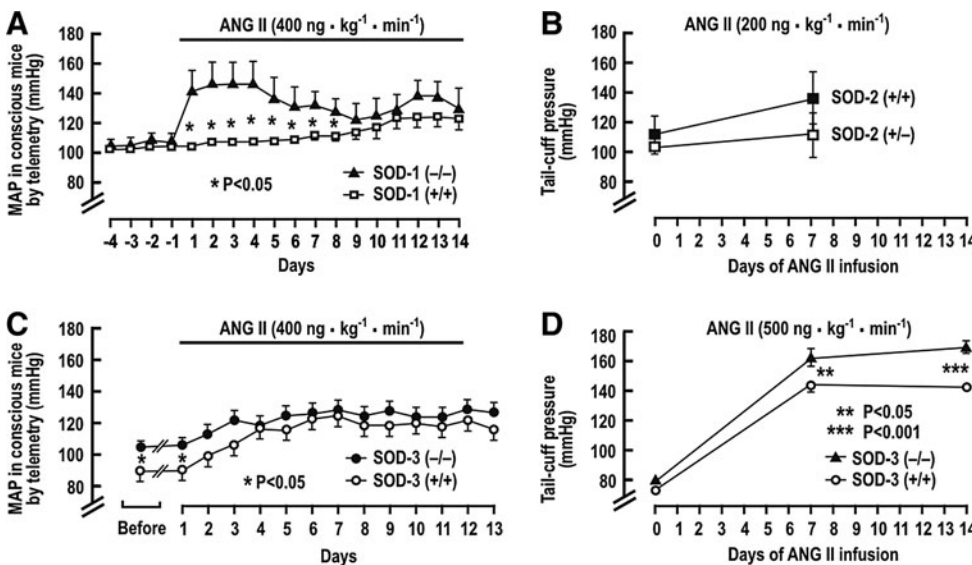 A
ANG II (400 ng · kg⁻¹ · min⁻¹)
MAP in conscious mice
by telemetry (mmHg)
180
160
140
120
100
80
* * * * * * * *
* P<0.05
SOD-1 (–/–)
SOD-1 (+/+)
-4 -3 -2 -1 1 2 3 4 5 6 7 8 9 10 11 12 13 14
Days
B
ANG II (200 ng · kg⁻¹ · min⁻¹)
Tail-cuff pressure
(mmHg)
180
160
140
120
100
80
SOD-2 (+/+)
SOD-2 (+/–)
0 1 2 3 4 5 6 7 8 9 10 11 12 13 14
Days of ANG II infusion
C
ANG II (400 ng · kg⁻¹ · min⁻¹)
MAP in conscious mice
by telemetry (mmHg)
180
160
140
120
100
80
* *
* P<0.05
SOD-3 (–/–)
SOD-3 (+/+)
Before 1 2 3 4 5 6 7 8 9 10 11 12 13
Days
D
ANG II (500 ng · kg⁻¹ · min⁻¹)
Tail-cuff pressure
(mmHg)
180
160
140
120
100
80
** ***
** P<0.05
*** P<0.001
SOD-3 (–/–)
SOD-3 (+/+)
0 1 2 3 4 5 6 7 8 9 10 11 12 13 14
Days of ANG II infusion